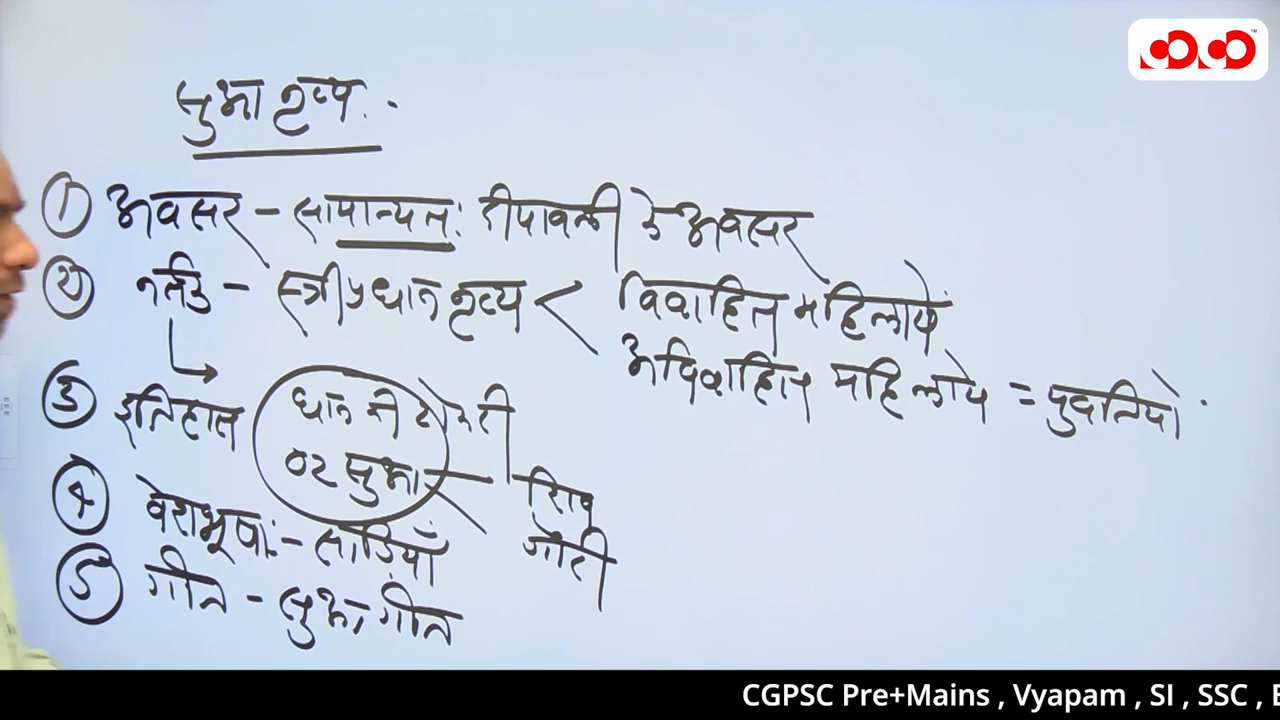 सुआ नृत्य :-
① अवसर - सामान्यतः दीपावली के अवसर
② नर्तक - स्त्री प्रधान नृत्य < विवाहित महिलाये
अविवाहित महिलाये = युवतियो
③ इतिहास धान की टोकरी
02 सुआ < शिव
गौरी
④ वेशभूषा :- साड़ियाँ
⑤ गीत - सुआ गीत
CGPSC Pre+Mains , Vyapam , SI , SSC ,